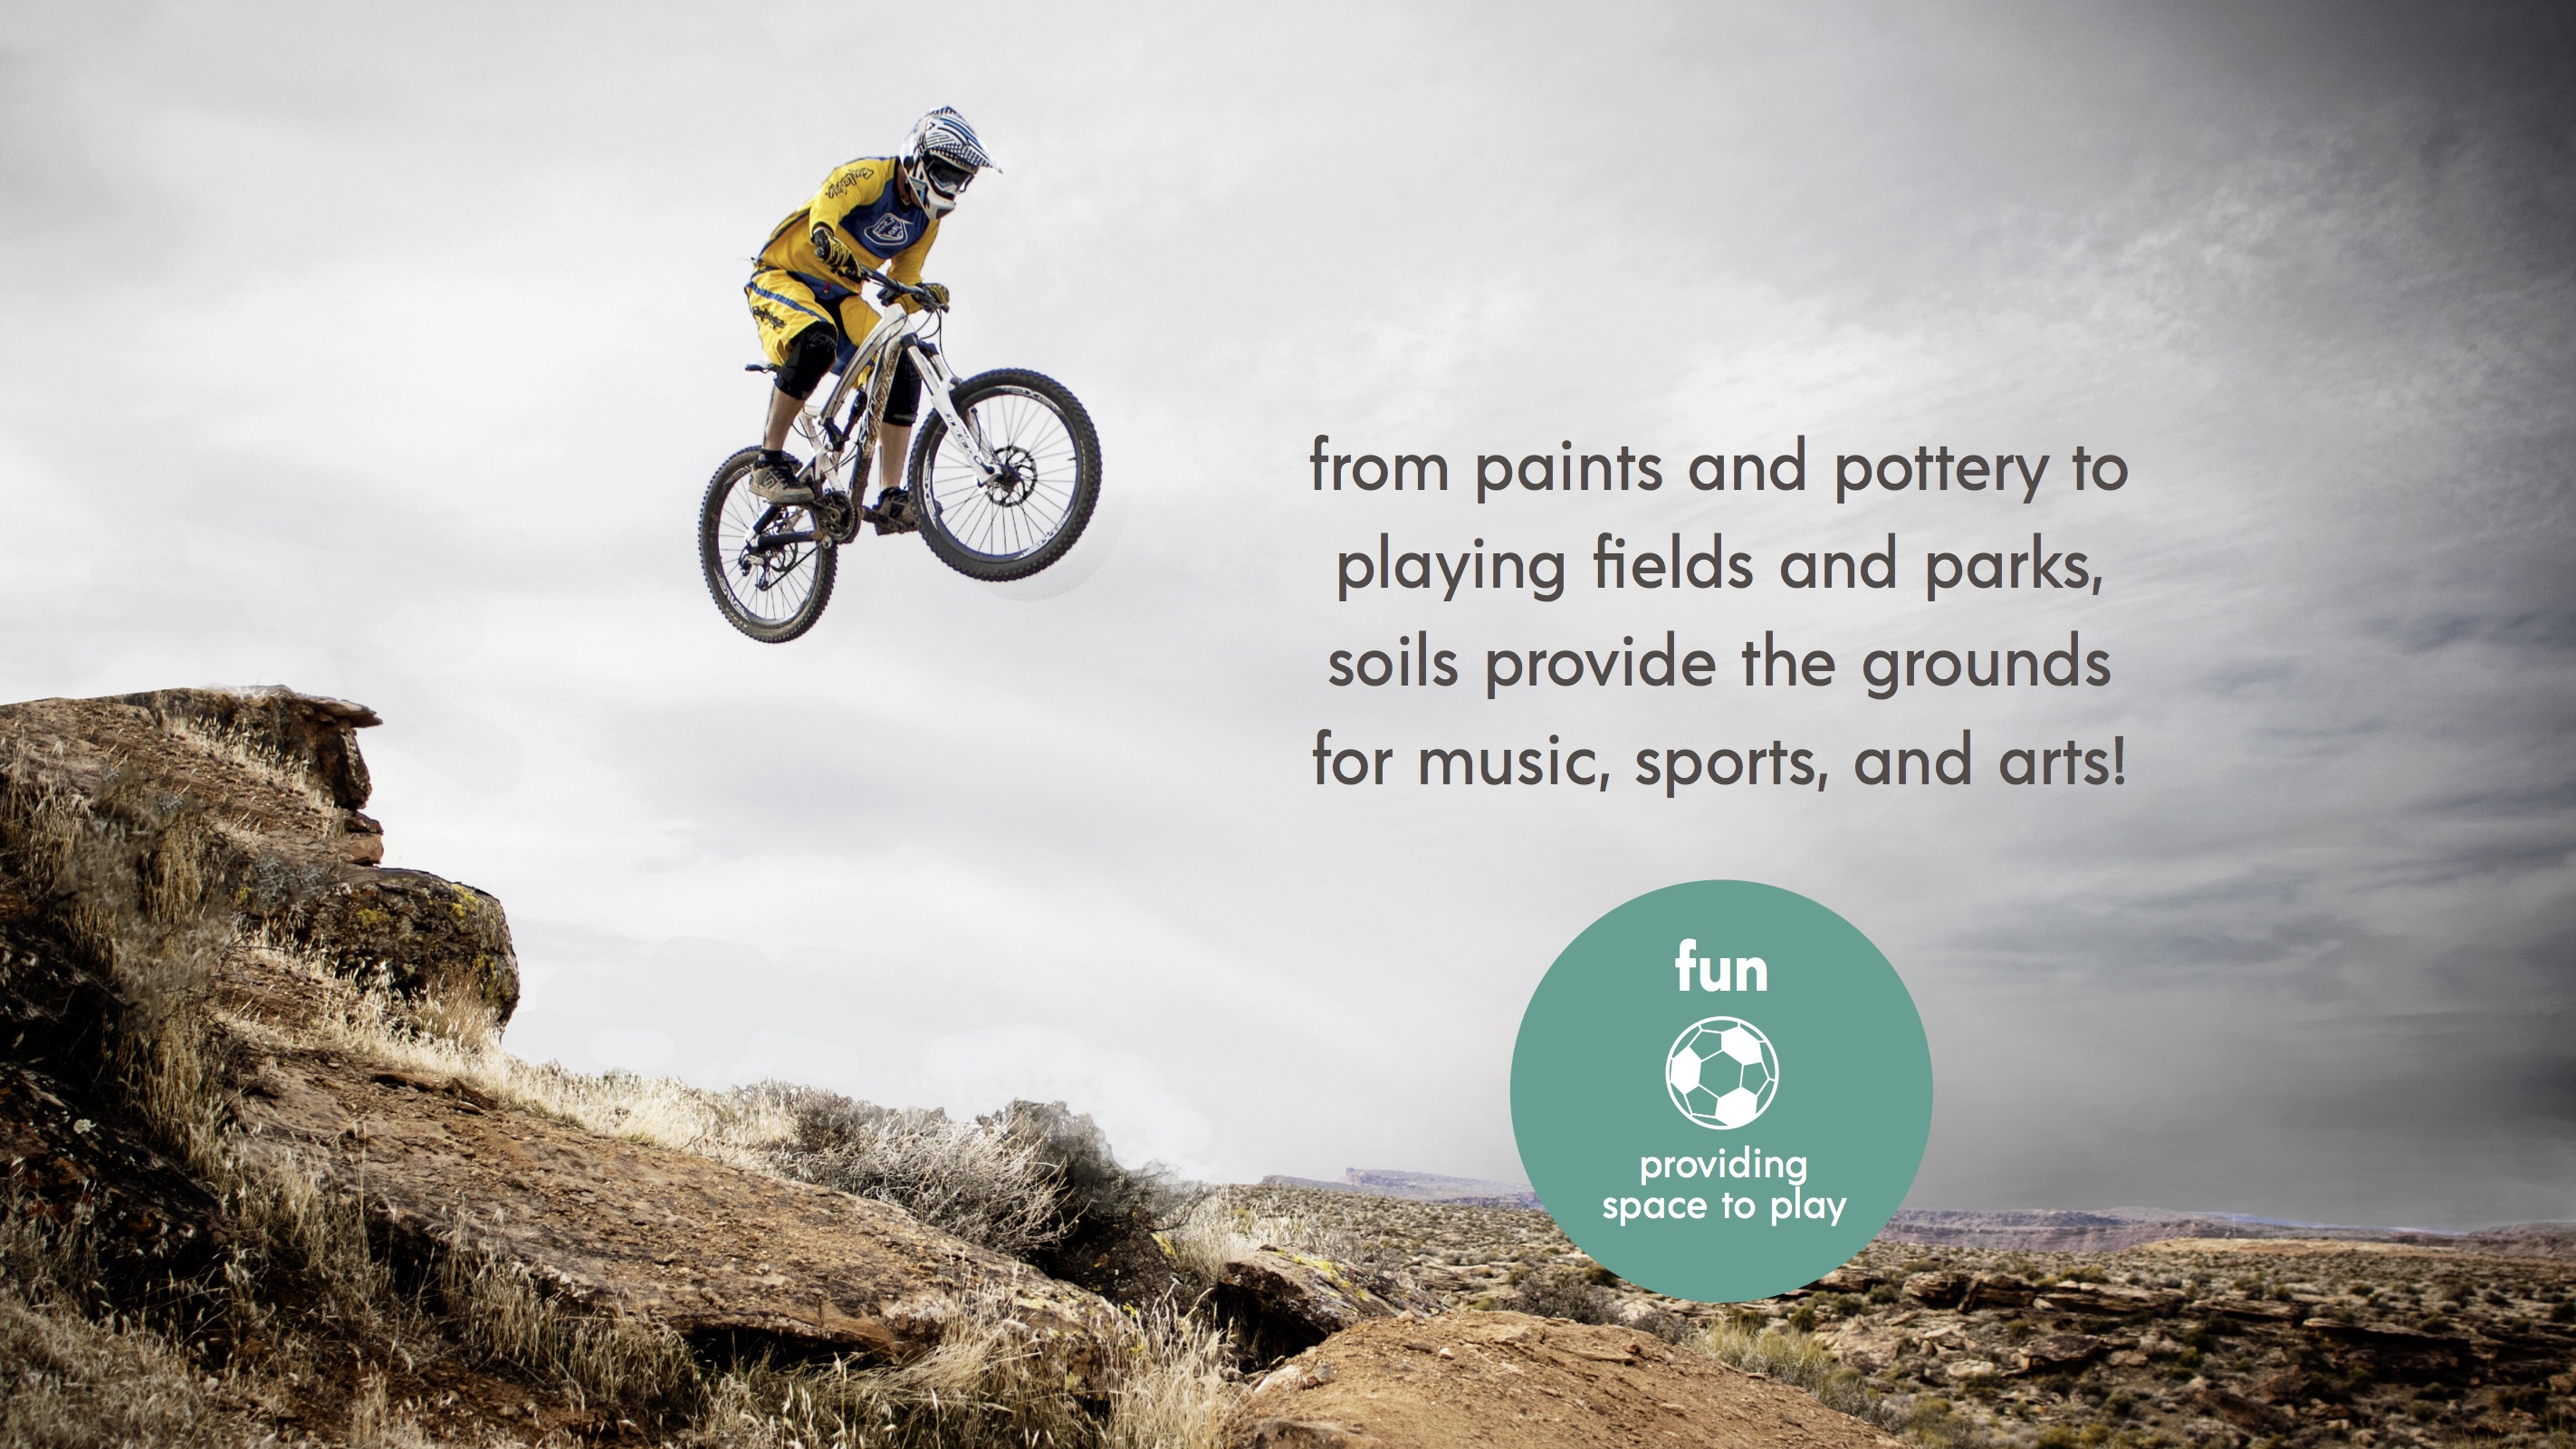 from paints and pottery to
playing fields and parks,
soils provide the grounds
for music, sports, and arts!
fun
providing
space to play